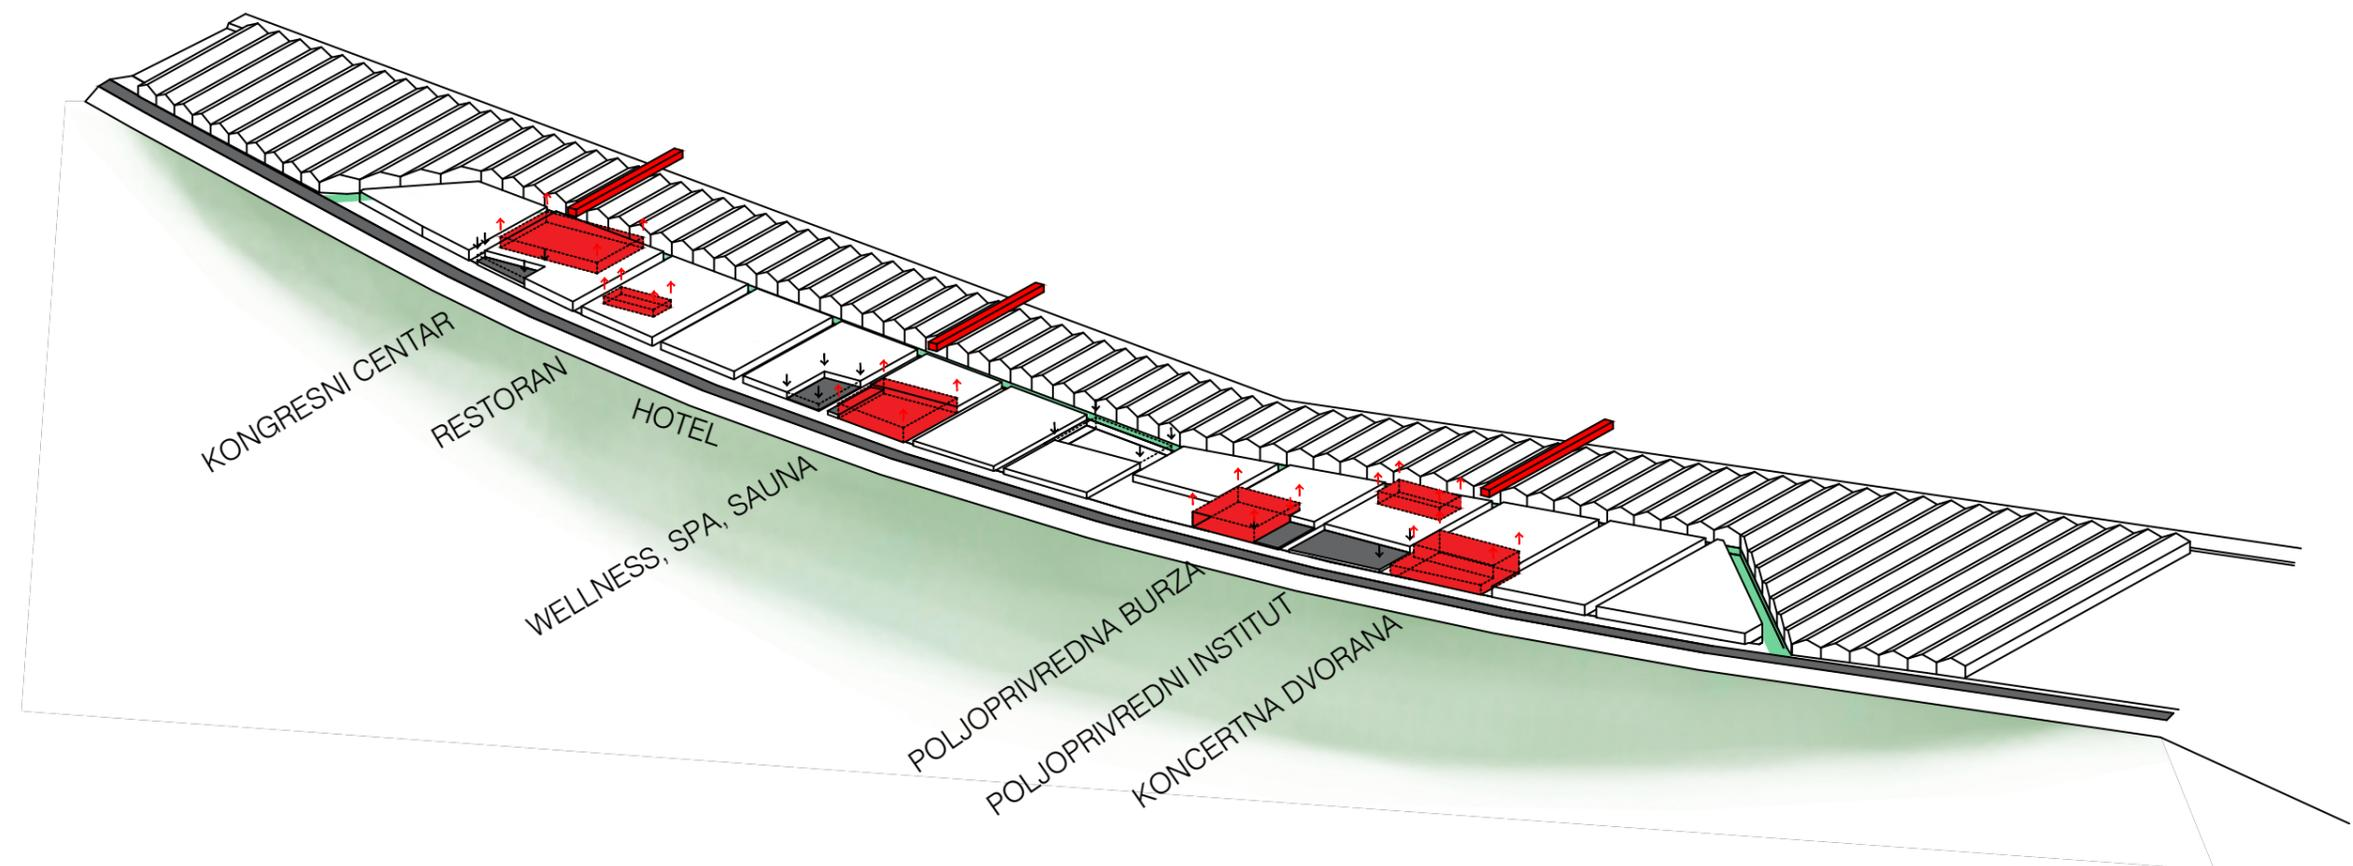 KONGRESNI CENTAR
RESTORAN
HOTEL
WELLNESS, SPA, SAUNA
POLJOPRIVREDNA BURZA
POLJOPRIVREDNI INSTITUT
KONCERTNA DVORANA